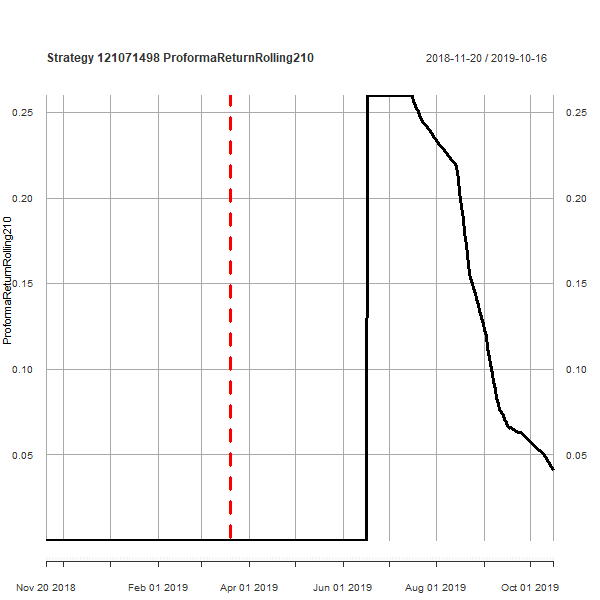 Strategy 121071498 ProformaReturnRolling210
2018-11-20 / 2019-10-16
0.25 0.25
0.20 0.20
0.15 0.15
0.10 0.10
0.05 0.05
ProformaReturnRolling210
Nov 20 2018 Feb 01 2019 Apr 01 2019 Jun 01 2019 Aug 01 2019 Oct 01 2019